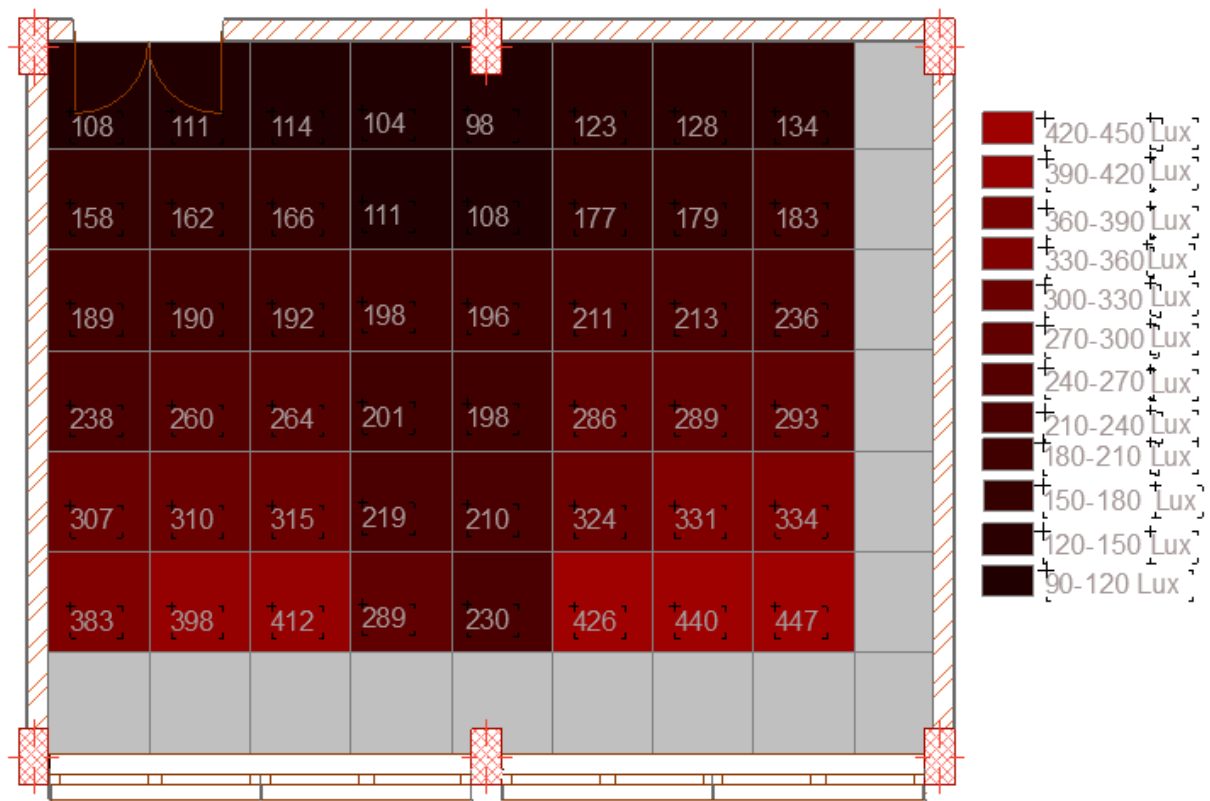 108 111 114 104 98 123 128 134
158 162 166 111 108 177 179 183
189 190 192 198 196 211 213 236
238 260 264 201 198 286 289 293
307 310 315 219 210 324 331 334
383 398 412 289 230 426 440 447
420-450 Lux
390-420 Lux
360-390 Lux
330-360 Lux
300-330 Lux
270-300 Lux
240-270 Lux
210-240 Lux
180-210 Lux
150-180 Lux
120-150 Lux
90-120 Lux